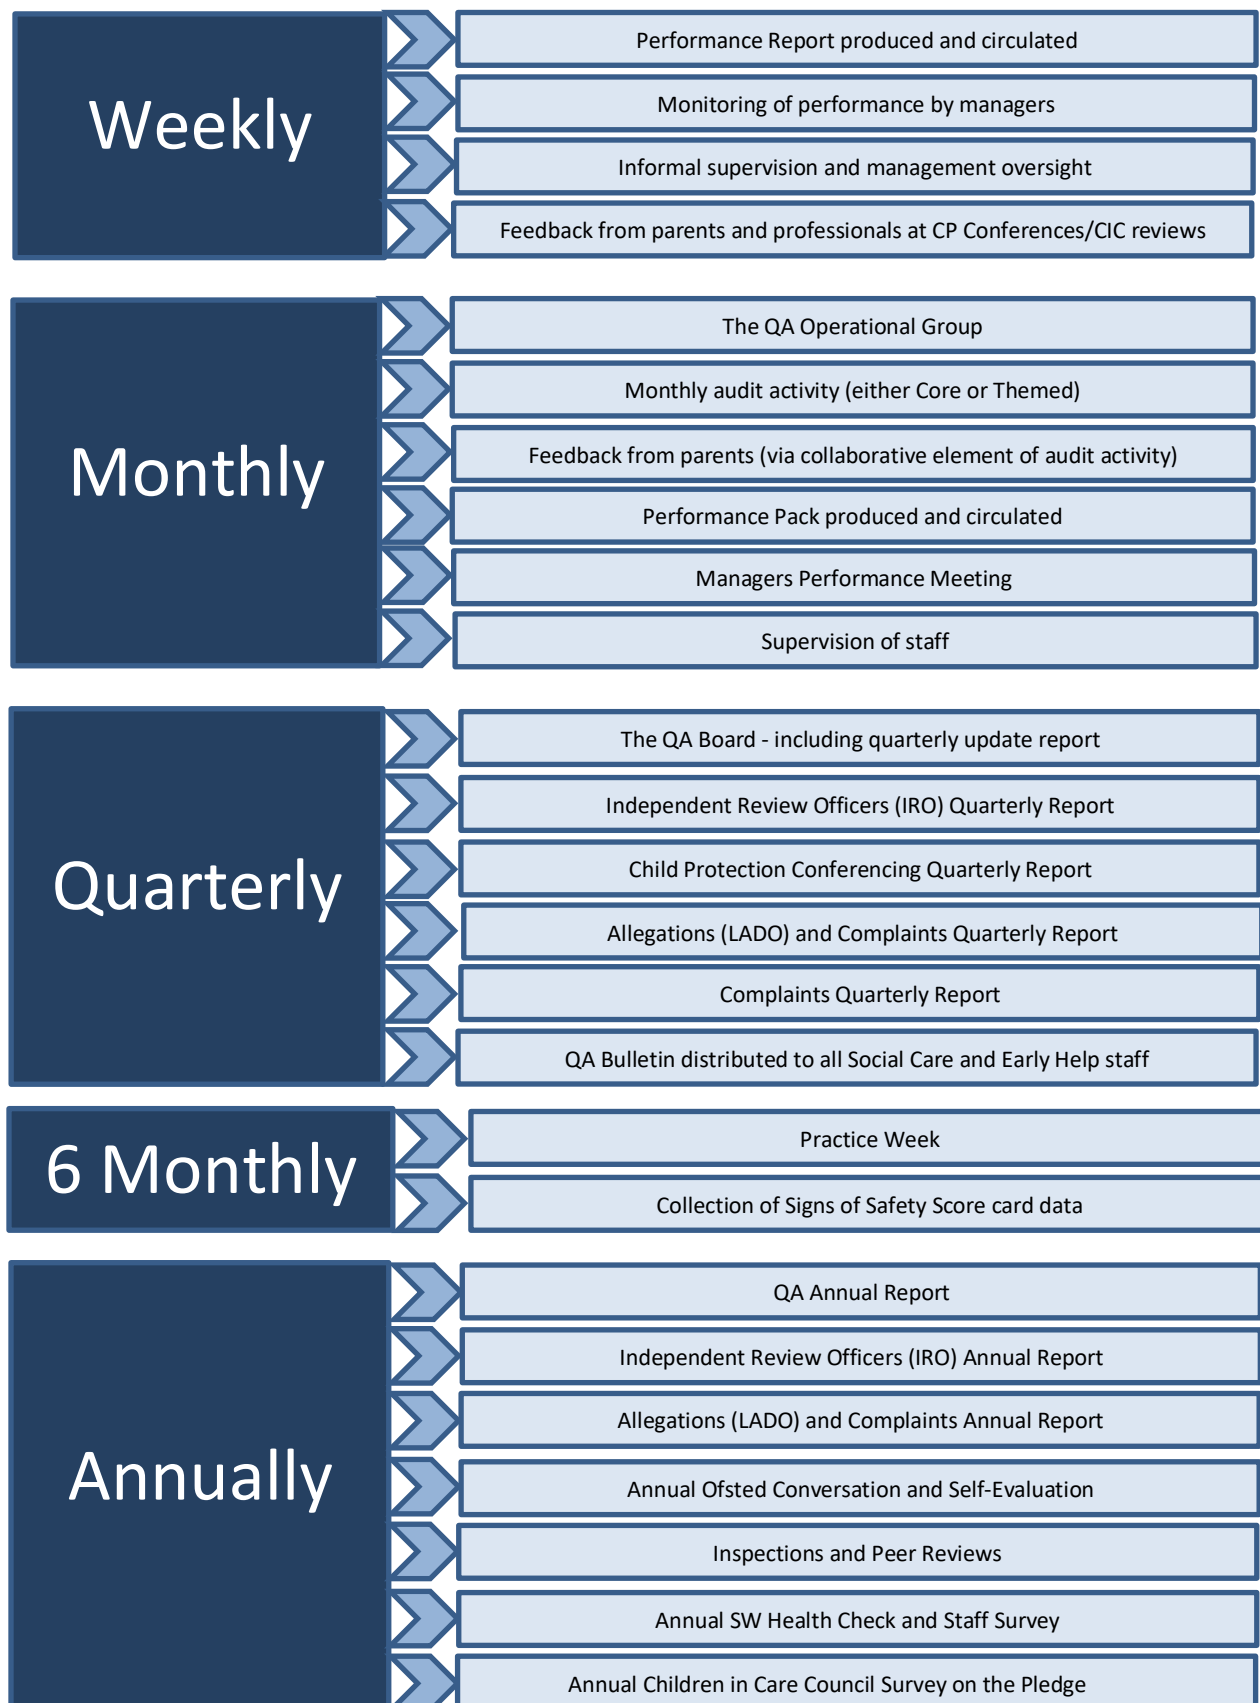 Weekly
Performance Report produced and circulated
Monitoring of performance by managers
Informal supervision and management oversight
Feedback from parents and professionals at CP Conferences/CIC reviews
Monthly
The QA Operational Group
Monthly audit activity (either Core or Themed)
Feedback from parents (via collaborative element of audit activity)
Performance Pack produced and circulated
Managers Performance Meeting
Supervision of staff
Quarterly
The QA Board - including quarterly update report
Independent Review Officers (IRO) Quarterly Report
Child Protection Conferencing Quarterly Report
Allegations (LADO) and Complaints Quarterly Report
Complaints Quarterly Report
QA Bulletin distributed to all Social Care and Early Help staff
6 Monthly
Practice Week
Collection of Signs of Safety Score card data
Annually
QA Annual Report
Independent Review Officers (IRO) Annual Report
Allegations (LADO) and Complaints Annual Report
Annual Ofsted Conversation and Self-Evaluation
Inspections and Peer Reviews
Annual SW Health Check and Staff Survey
Annual Children in Care Council Survey on the Pledge